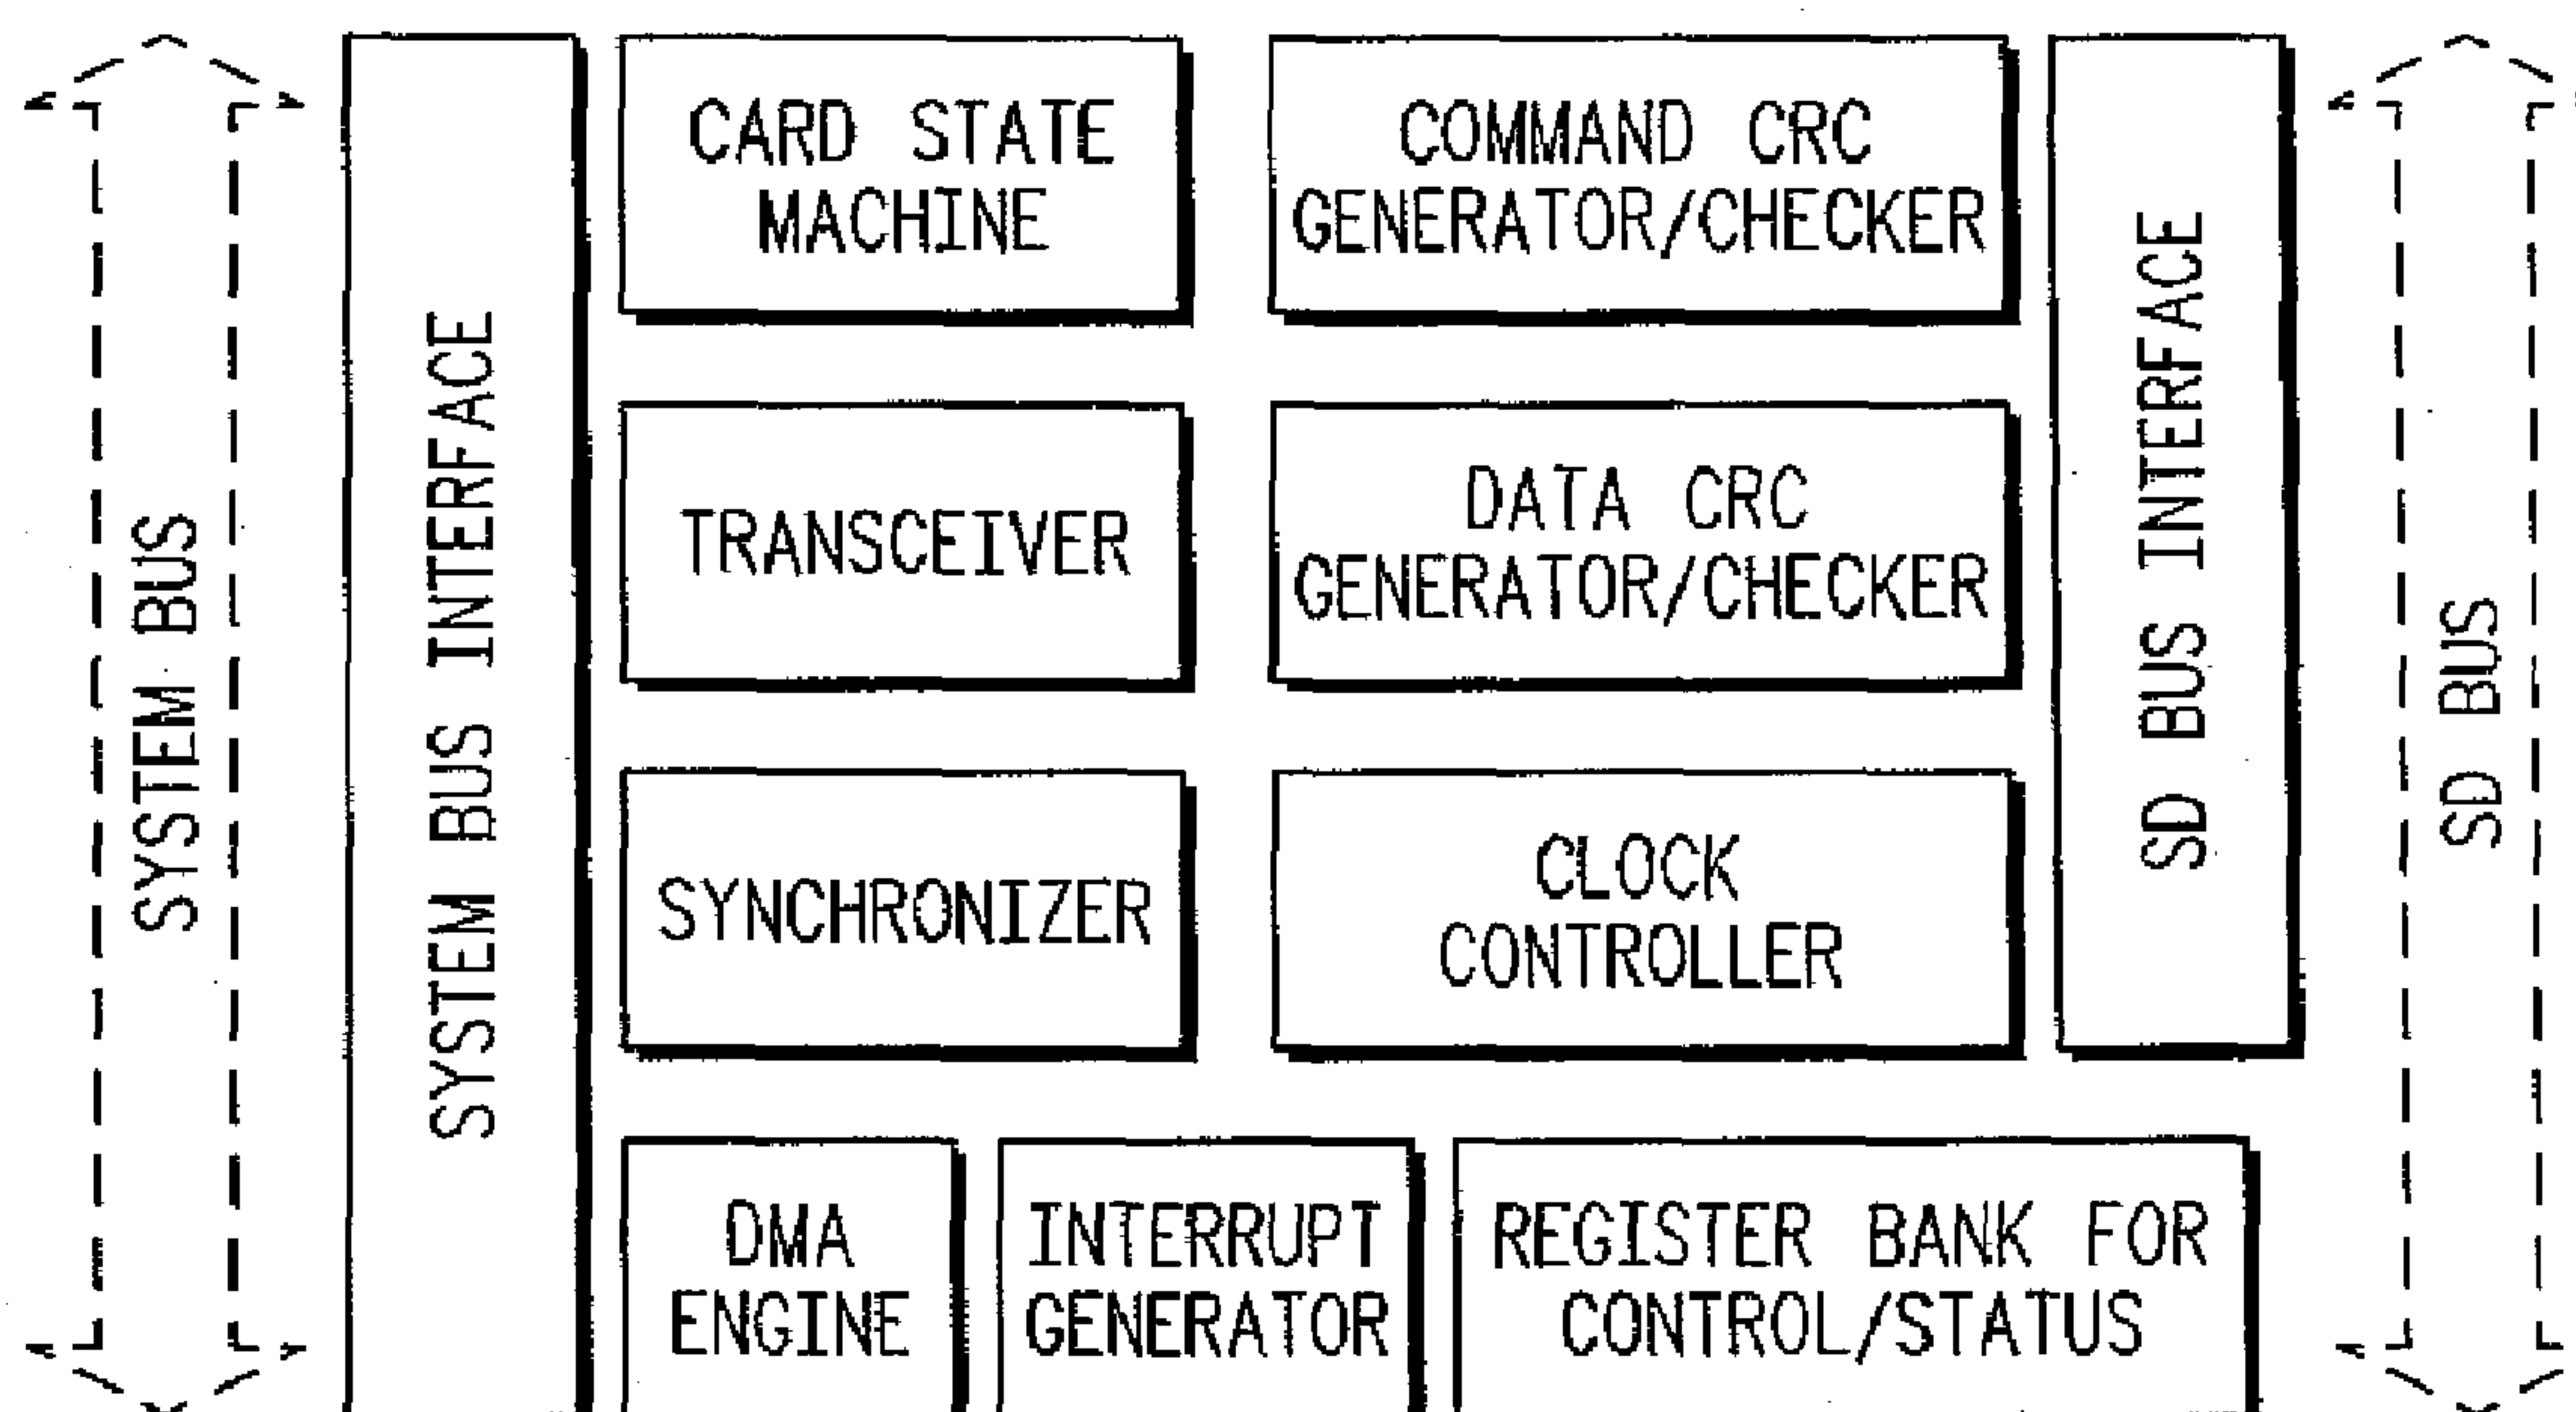 SYSTEM BUS
SYSTEM BUS INTERFACE
CARD STATE
MACHINE
COMMAND CRC
GENERATOR/CHECKER
TRANSCEIVER
DATA CRC
GENERATOR/CHECKER
SYNCHRONIZER
CLOCK
CONTROLLER
SD BUS INTERFACE
SD BUS
DMA
ENGINE
INTERRUPT
GENERATOR
REGISTER BANK FOR
CONTROL/STATUS